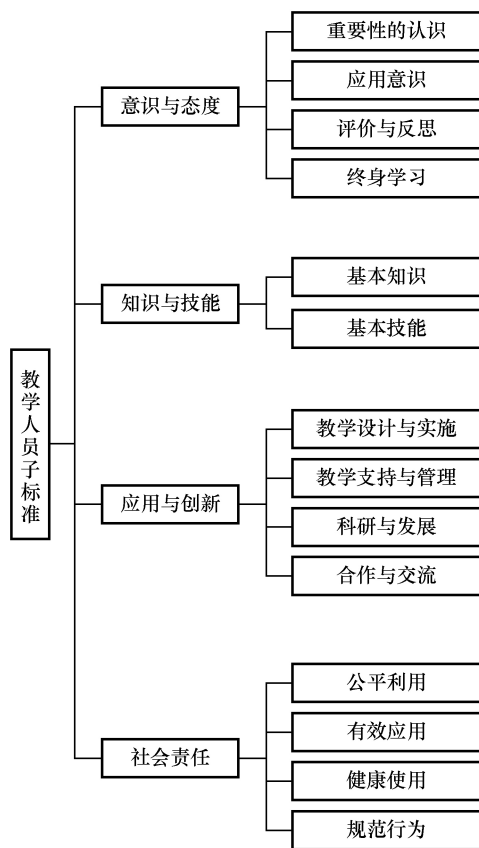 教学人员子标准
意识与态度
重要性的认识
应用意识
评价与反思
终身学习
知识与技能
基本知识
基本技能
应用与创新
教学设计与实施
教学支持与管理
科研与发展
合作与交流
社会责任
公平利用
有效应用
健康使用
规范行为